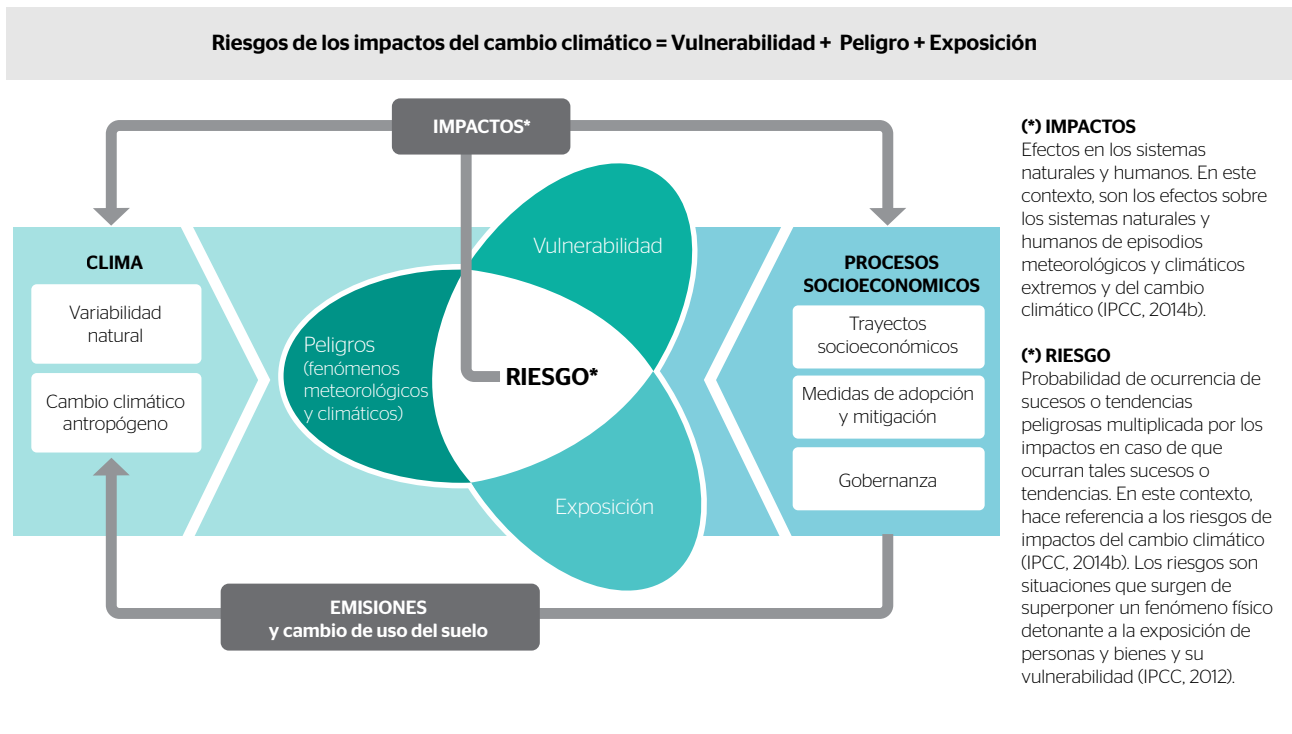 Riesgos de los impactos del cambio climático = Vulnerabilidad + Peligro + Exposición
IMPACTOS*
CLIMA
Variabilidad
natural
Cambio climático
antropógeno
Vulnerabilidad
Peligros
(fenómenos
meteorológicos
y climáticos)
RIESGO*
Exposición
PROCESOS
SOCIOECONOMICOS
Trayectos
socioeconómicos
Medidas de adopción
y mitigación
Gobernanza
EMISIONES
y cambio de uso del suelo
(*) IMPACTOS
Efectos en los sistemas
naturales y humanos. En este
contexto, son los efectos sobre
los sistemas naturales y
humanos de episodios
meteorológicos y climáticos
extremos y del cambio
climático (IPCC, 2014b).
(*) RIESGO
Probabilidad de ocurrencia de
sucesos o tendencias
peligrosas multiplicada por los
impactos en caso de que
ocurran tales sucesos o
tendencias. En este contexto,
hace referencia a los riesgos de
impactos del cambio climático
(IPCC, 2014b). Los riesgos son
situaciones que surgen de
superponer un fenómeno físico
detonante a la exposición de
personas y bienes y su
vulnerabilidad (IPCC, 2012).